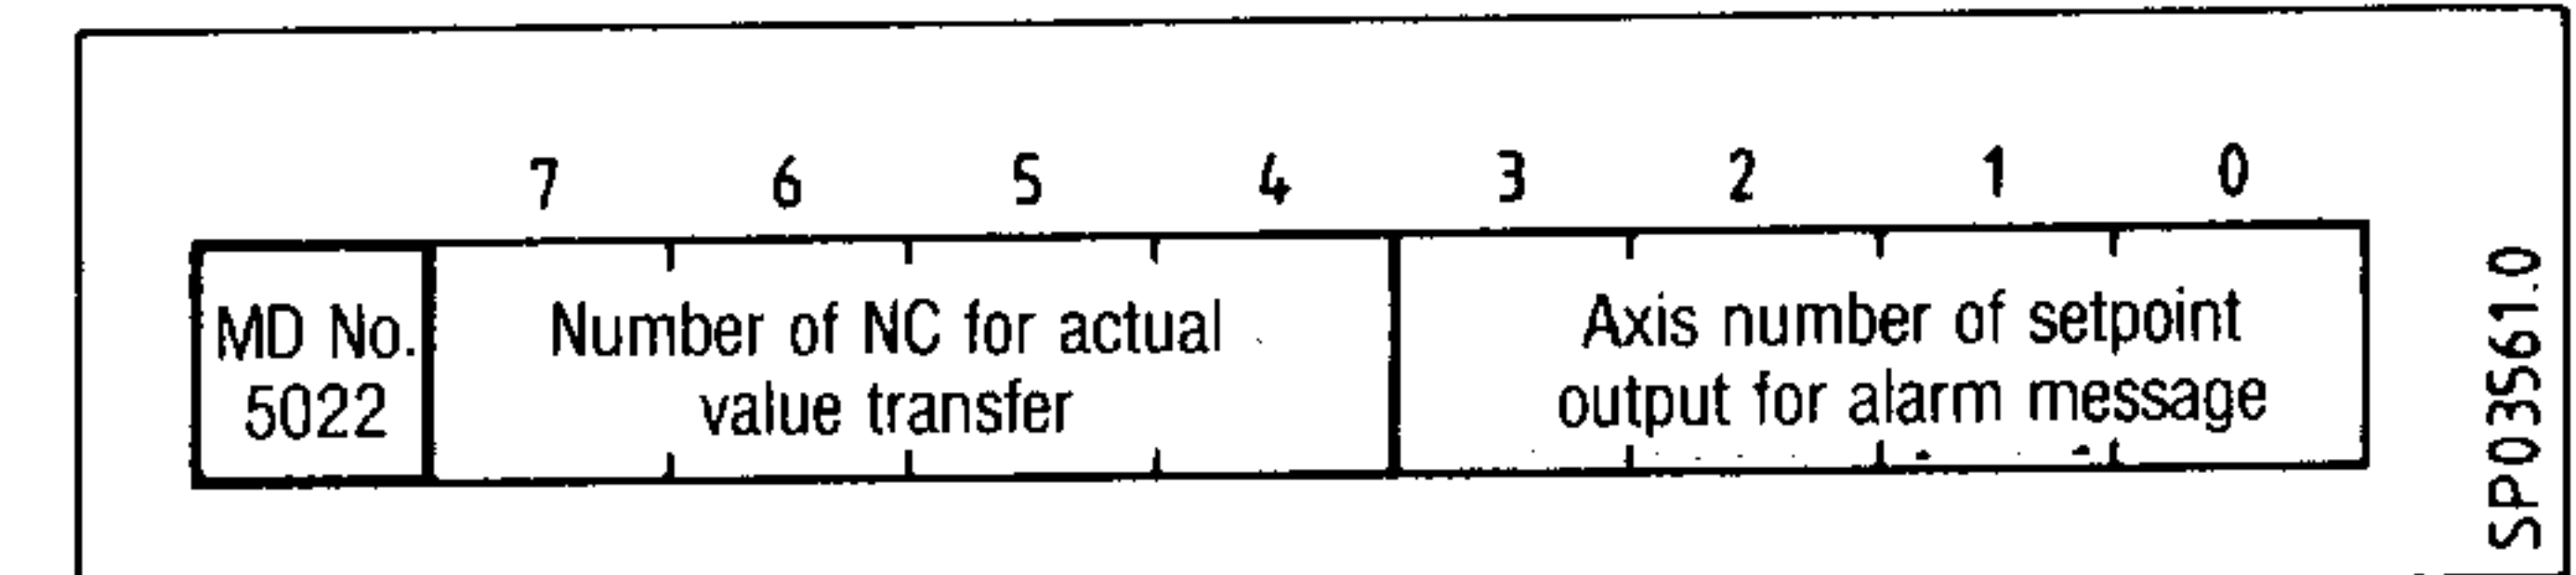 7 6 5 4 3 2 1 0
MD No.
5022
Number of NC for actual
value transfer
Axis number of setpoint
output for alarm message
SP03561.0